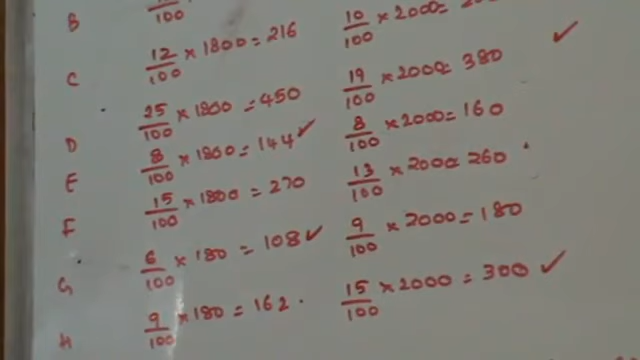 B /100 10/100 × 2000 =
C 12/100 × 1800 = 216 19/100 × 2000 = 380 ✓
D 25/100 × 1800 = 450 8/100 × 2000 = 160
E 8/100 × 1800 = 144 ✓ 13/100 × 2000 = 260
F 15/100 × 1800 = 270 9/100 × 2000 = 180
G 6/100 × 180 = 108 ✓ 15/100 × 2000 = 300 ✓
H 9/100 × 180 = 162